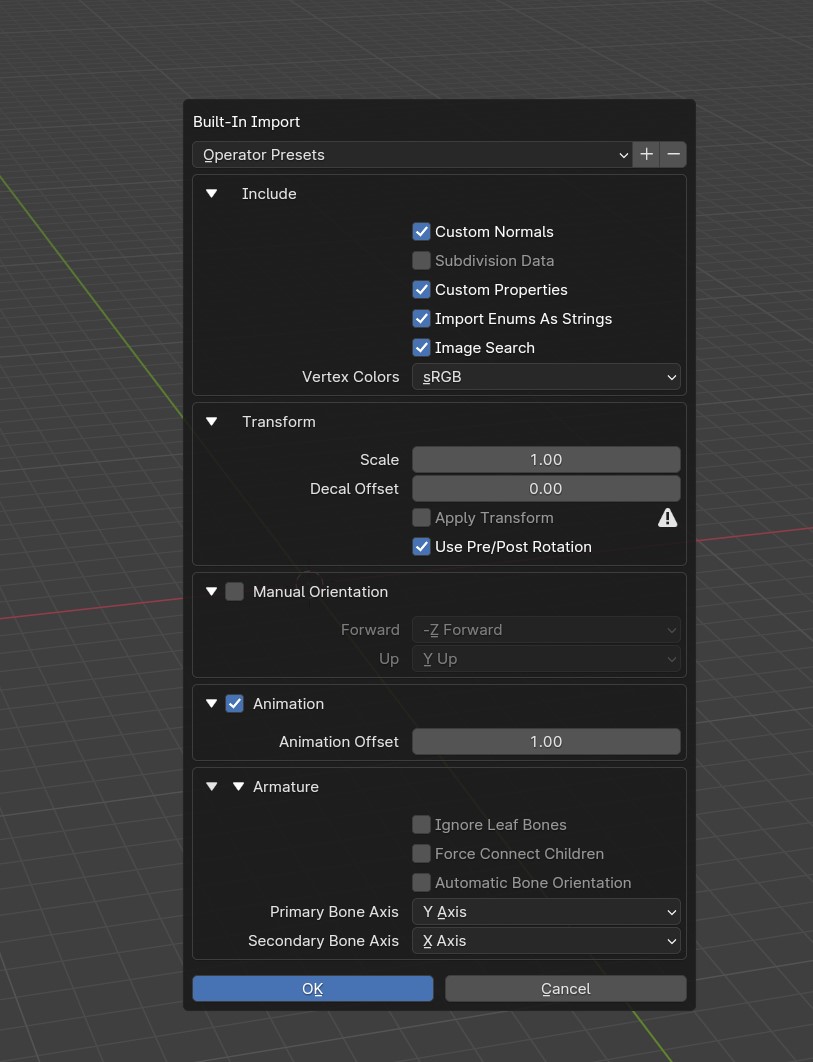 Built-In Import
Operator Presets
Include
Custom Normals
Subdivision Data
Custom Properties
Import Enums As Strings
Image Search
Vertex Colors sRGB
Transform
Scale 1.00
Decal Offset 0.00
Apply Transform
Use Pre/Post Rotation
Manual Orientation
Forward -Z Forward
Up Y Up
Animation
Animation Offset 1.00
Armature
Ignore Leaf Bones
Force Connect Children
Automatic Bone Orientation
Primary Bone Axis Y Axis
Secondary Bone Axis X Axis
OK Cancel